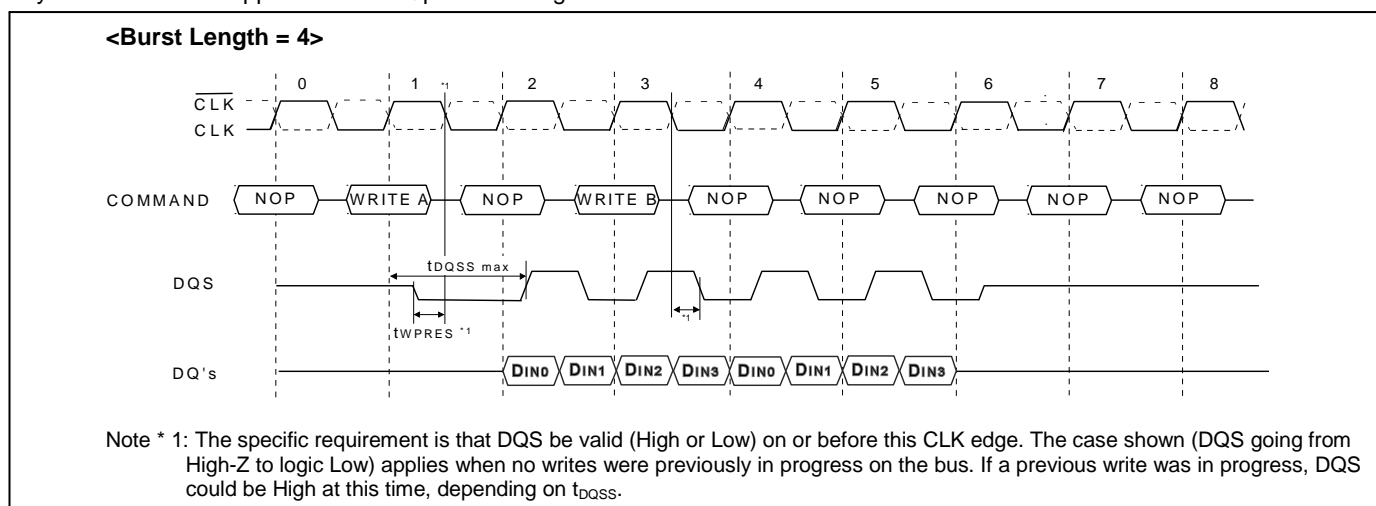 <Burst Length = 4>
0 1 *1 2 3 4 5 6 7 8
CLK
CLK
COMMAND NOP WRITE A NOP WRITE B NOP NOP NOP NOP NOP
tDQSS max
DQS
tWPRES *1 *1
DQ's DIN0 DIN1 DIN2 DIN3 DIN0 DIN1 DIN2 DIN3
Note * 1: The specific requirement is that DQS be valid (High or Low) on or before this CLK edge. The case shown (DQS going from
High-Z to logic Low) applies when no writes were previously in progress on the bus. If a previous write was in progress, DQS
could be High at this time, depending on tDQSS.